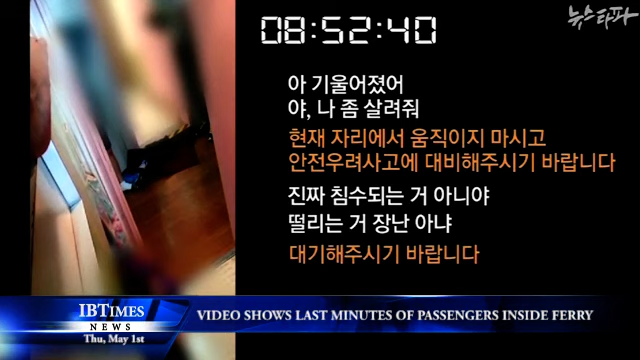 뉴스타파
08:52:40
아 기울어졌어
야, 나 좀 살려줘
현재 자리에서 움직이지 마시고
안전우려사고에 대비해주시기 바랍니다
진짜 침수되는 거 아니야
떨리는 거 장난 아냐
대기해주시기 바랍니다
IBTIMES
NEWS
Thu, May 1st
VIDEO SHOWS LAST MINUTES OF PASSENGERS INSIDE FERRY